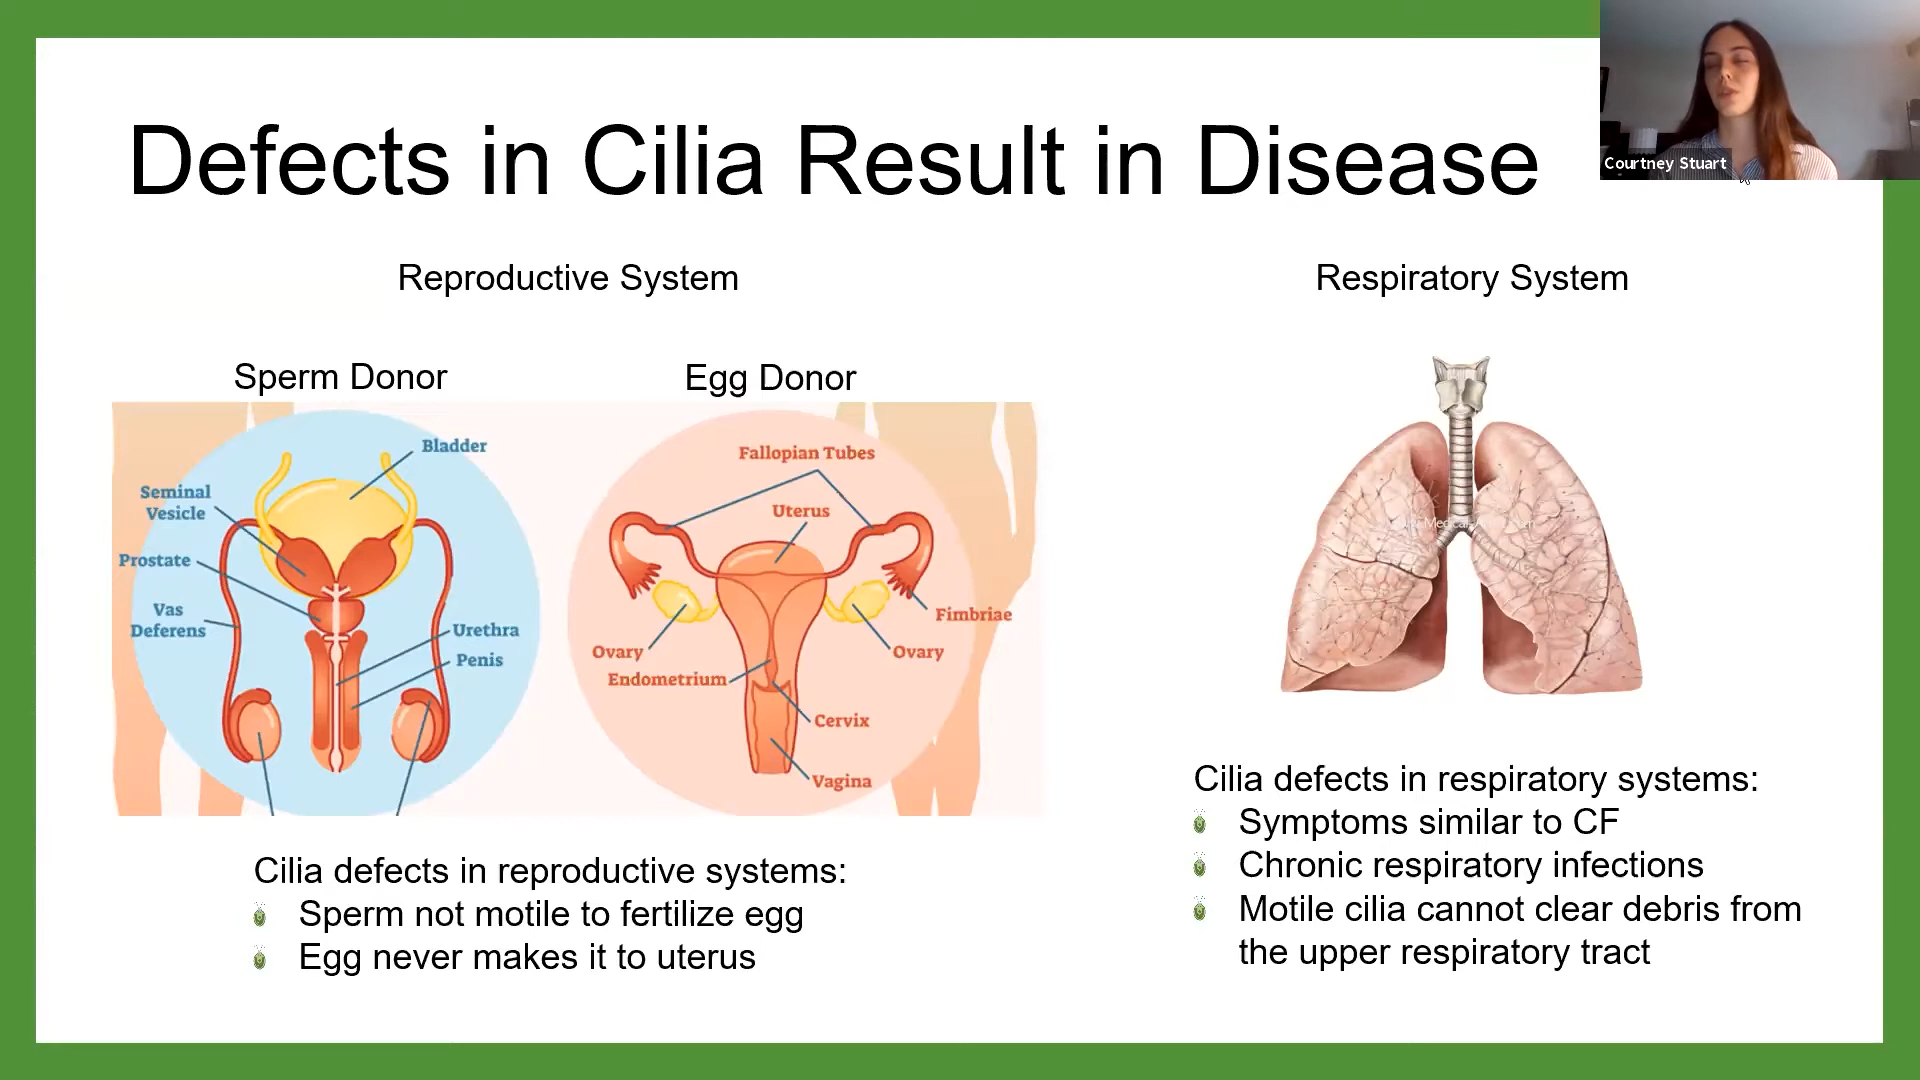 Defects in Cilia Result in Disease
Courtney Stuart
Reproductive System
Respiratory System
Sperm Donor
Egg Donor
Bladder
Seminal
Vesicle
Prostate
Vas
Deferens
Urethra
Penis
Fallopian Tubes
Uterus
Fimbriae
Ovary
Ovary
Endometrium
Cervix
Vagina
Cilia defects in reproductive systems:
Sperm not motile to fertilize egg
Egg never makes it to uterus
Cilia defects in respiratory systems:
Symptoms similar to CF
Chronic respiratory infections
Motile cilia cannot clear debris from
the upper respiratory tract